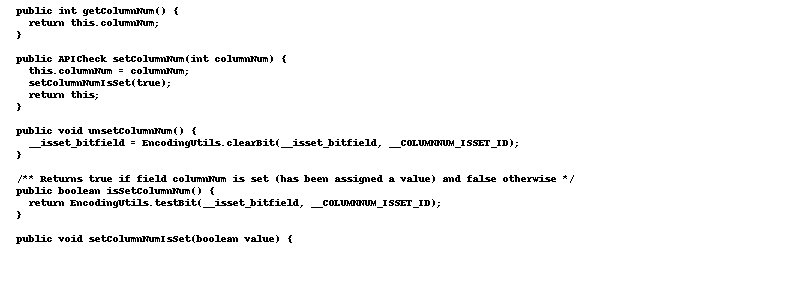 public int getColumnNum() {
return this.columnNum;
}
public APICheck setColumnNum(int columnNum) {
this.columnNum = columnNum;
setColumnNumIsSet(true);
return this;
}
public void unsetColumnNum() {
__isset_bitfield = EncodingUtils.clearBit(__isset_bitfield, __COLUMNNUM_ISSET_ID);
}
/** Returns true if field columnNum is set (has been assigned a value) and false otherwise */
public boolean isSetColumnNum() {
return EncodingUtils.testBit(__isset_bitfield, __COLUMNNUM_ISSET_ID);
}
public void setColumnNumIsSet(boolean value) {